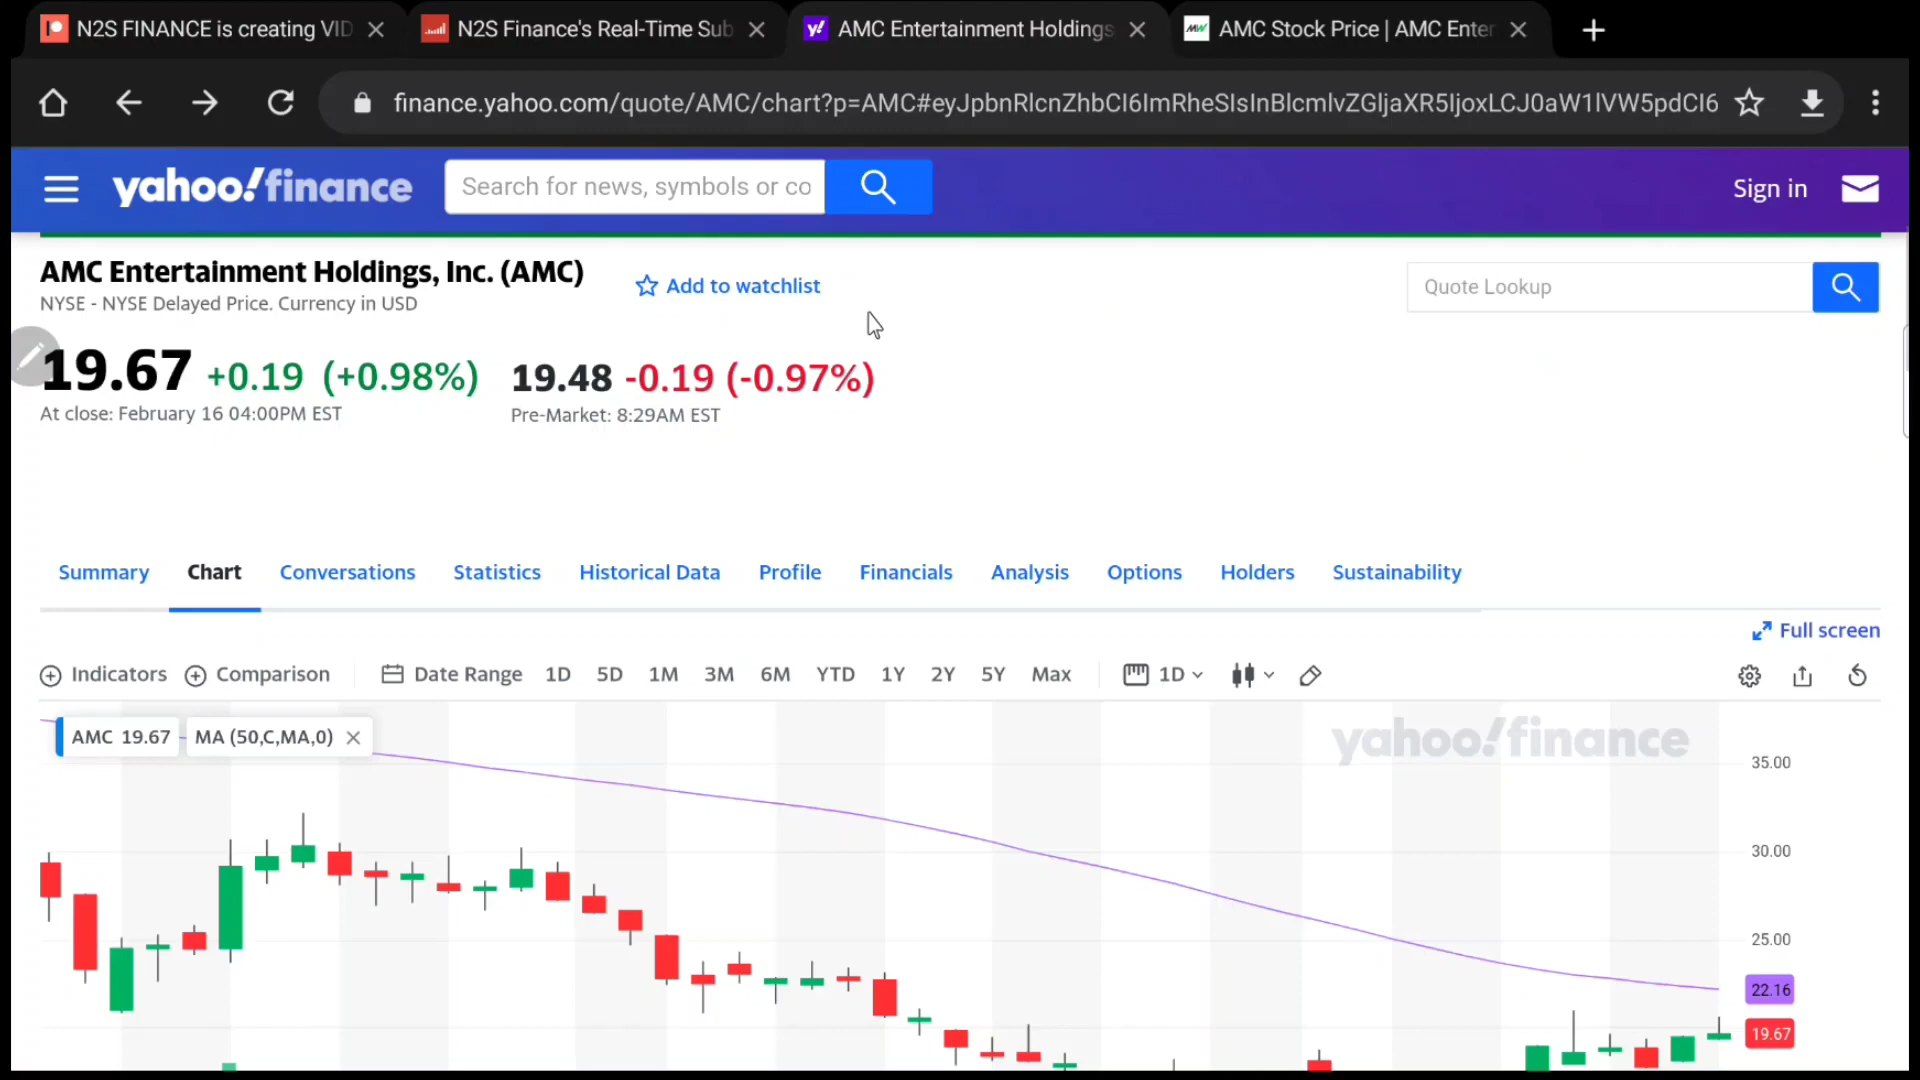 N2S FINANCE is creating VID
N2S Finance's Real-Time Sub
AMC Entertainment Holdings
AMC Stock Price | AMC Enter
finance.yahoo.com/quote/AMC/chart?p=AMC#eyJpbnRlcnZhbCI6ImRheSIsInBlcmlvZGljaXR5IjoxLCJ0aW1lVW5pdCI6
yahoo!finance
Search for news, symbols or co
Sign in
AMC Entertainment Holdings, Inc. (AMC)
NYSE - NYSE Delayed Price. Currency in USD
Add to watchlist
Quote Lookup
19.67 +0.19 (+0.98%)
At close: February 16 04:00PM EST
19.48 -0.19 (-0.97%)
Pre-Market: 8:29AM EST
Summary Chart Conversations Statistics Historical Data Profile Financials Analysis Options Holders Sustainability
Full screen
Indicators Comparison Date Range 1D 5D 1M 3M 6M YTD 1Y 2Y 5Y Max 1D
AMC 19.67 MA (50,C,MA,0)
yahoo!finance
35.00
30.00
25.00
22.16
19.67